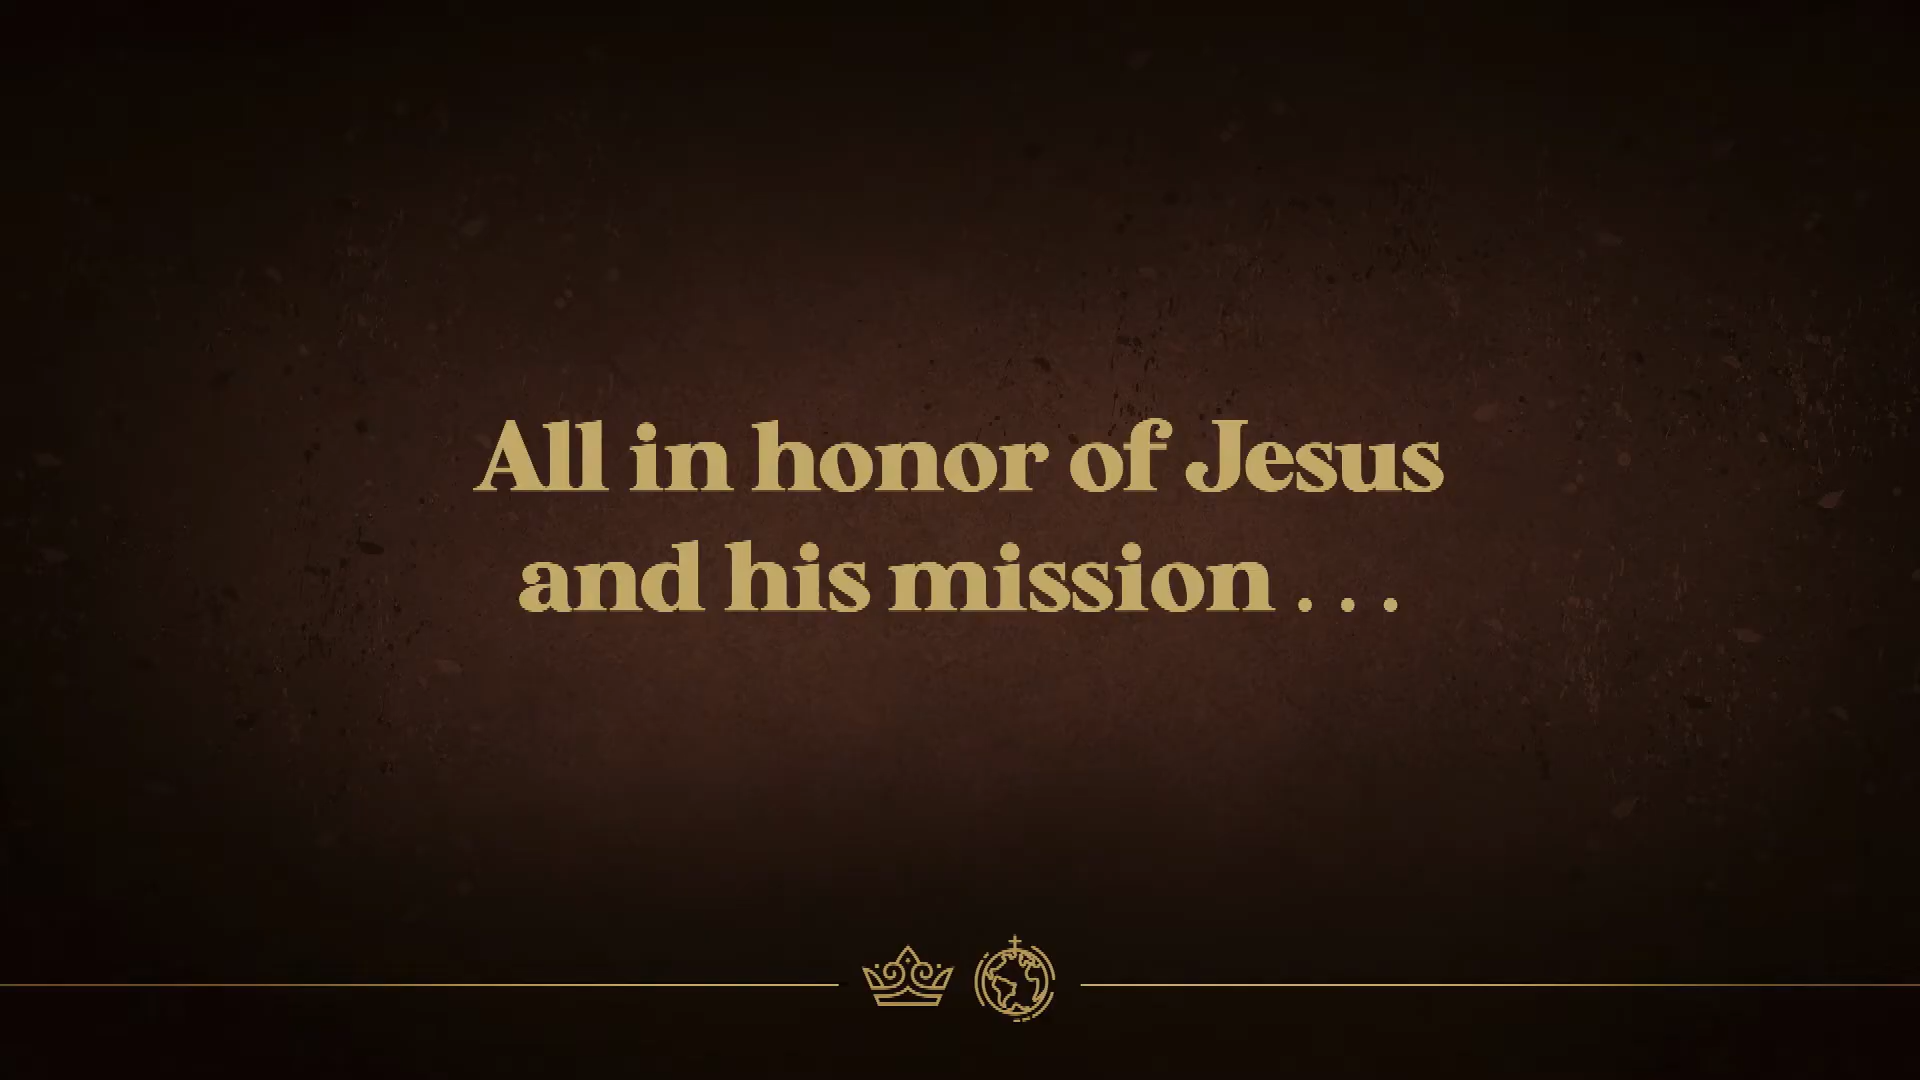 All in honor of Jesus
and his mission . . .